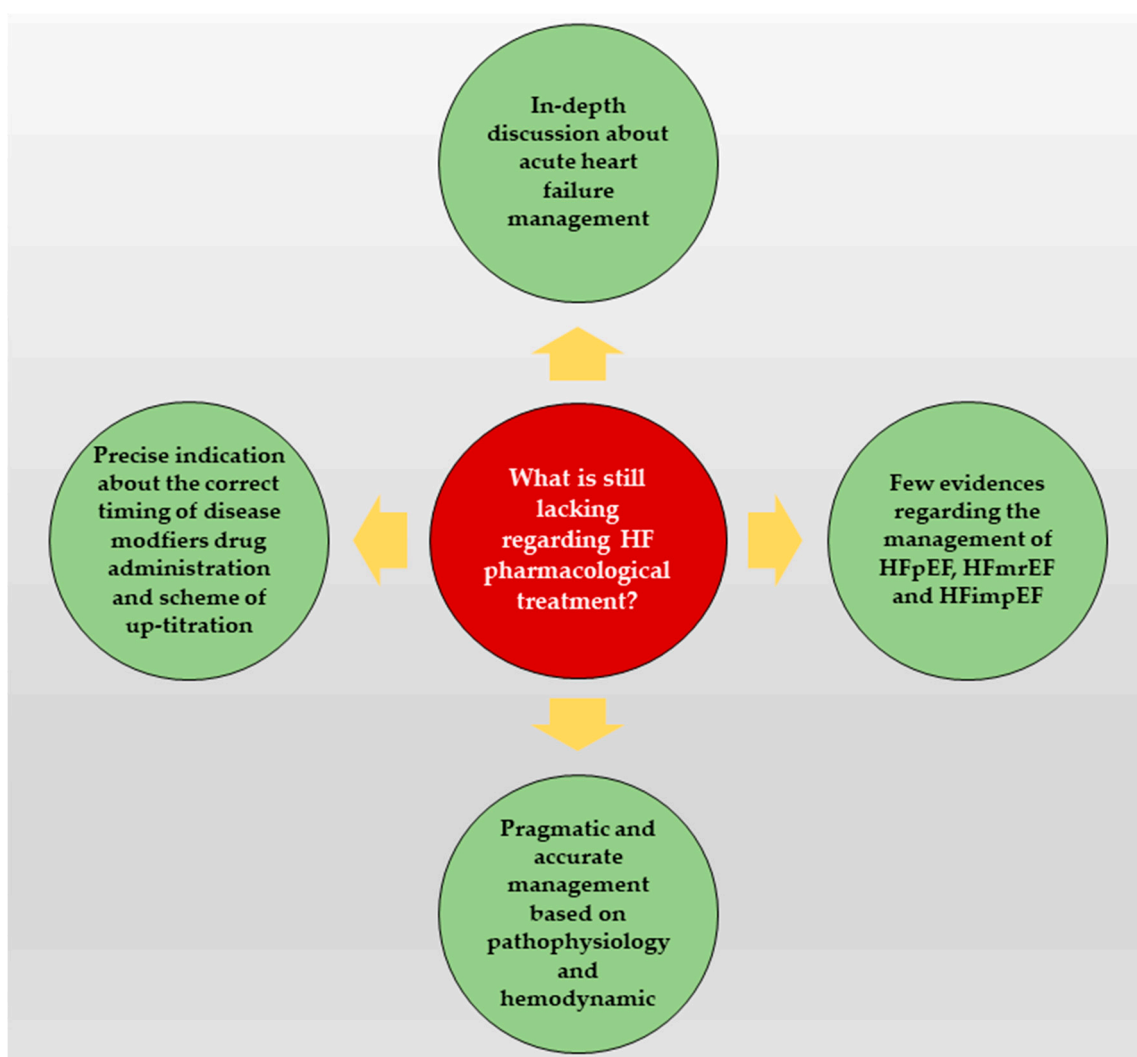 In-depth
discussion about
acute heart
failure
management
Precise indication
about the correct
timing of disease
modfiers drug
administration
and scheme of
up-titration
What is still
lacking
regarding HF
pharmacological
treatment?
Few evidences
regarding the
management of
HFpEF, HFmrEF
and HFimpEF
Pragmatic and
accurate
management
based on
pathophysiology
and
hemodynamic